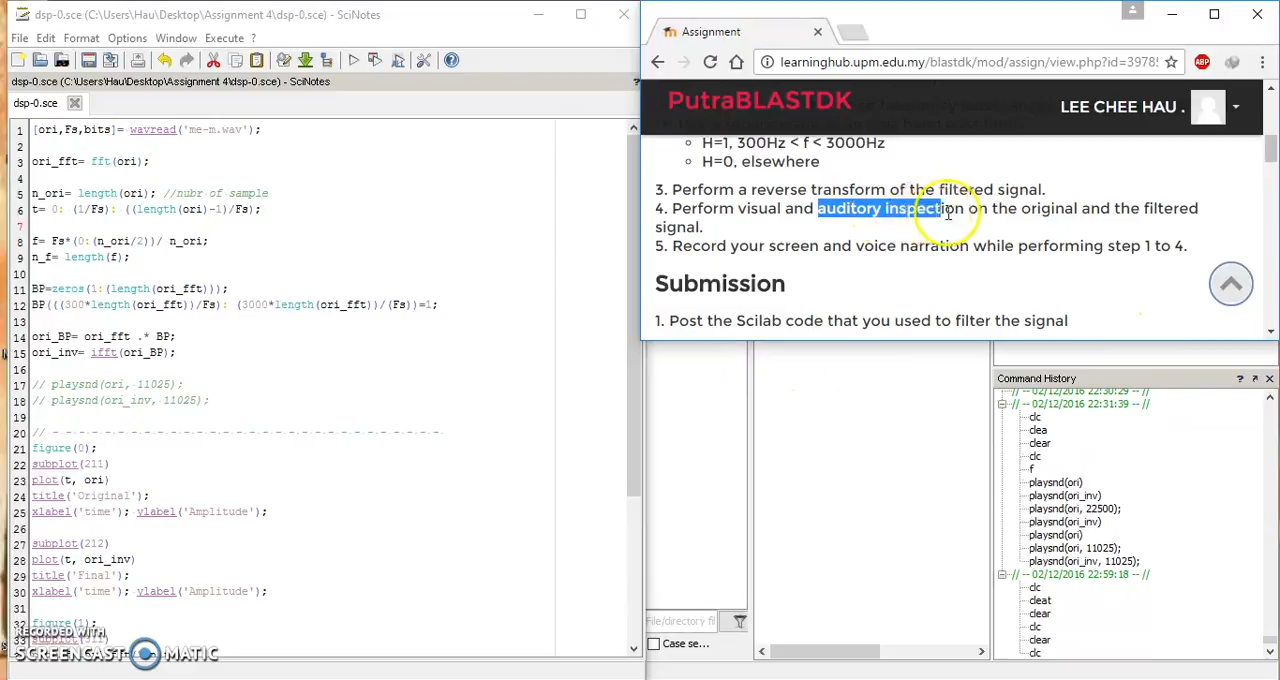 dsp-0.sce (C:\Users\Hau\Desktop\Assignment 4\dsp-0.sce) - SciNotes
File Edit Format Options Window Execute ?
dsp-0.sce (C:\Users\Hau\Desktop\Assignment 4\dsp-0.sce) - SciNotes
dsp-0.sce
1 [ori,Fs,bits]= wavread('me-m.wav');
2
3 ori_fft= fft(ori);
4
5 n_ori= length(ori); //nubr of sample
6 t= 0: (1/Fs): ((length(ori)-1)/Fs);
7
8 f= Fs*(0:(n_ori/2))/ n_ori;
9 n_f= length(f);
10
11 BP=zeros(1:(length(ori_fft)));
12 BP(((300*length(ori_fft))/Fs): (3000*length(ori_fft)/(Fs))=1;
13
14 ori_BP= ori_fft .* BP;
15 ori_inv= ifft(ori_BP);
16
17 // playsnd(ori, 11025);
18 // playsnd(ori_inv, 11025);
19
20 // - - - - - - - - - - - - - - - - - - - - - - - - - - - - - -
21 figure(0);
22 subplot(211)
23 plot(t, ori)
24 title('Original');
25 xlabel('time'); ylabel('Amplitude');
26
27 subplot(212)
28 plot(t, ori_inv)
29 title('Final');
30 xlabel('time'); ylabel('Amplitude');
31
figure(1);
33
RECORDED WITH
SCREENCAST-O-MATIC
Assignment
learninghub.upm.edu.my/blastdk/mod/assign/view.php?id=3978
ABP
PutraBLASTDK
LEE CHEE HAU .
H=1, 300Hz < f < 3000Hz
H=0, elsewhere
3. Perform a reverse transform of the filtered signal.
4. Perform visual and auditory inspection on the original and the filtered
signal.
5. Record your screen and voice narration while performing step 1 to 4.
Submission
1. Post the Scilab code that you used to filter the signal
File/directory fil
Case se...
Command History ?
// -- 02/12/2016 22:30:29 -- //
// -- 02/12/2016 22:31:39 -- //
clc
clea
clear
clc
f
playsnd(ori)
playsnd(ori_inv)
playsnd(ori, 22500);
playsnd(ori_inv)
playsnd(ori)
playsnd(ori, 11025);
playsnd(ori_inv, 11025);
// -- 02/12/2016 22:59:18 -- //
clc
cleat
clear
clc
clear
clc